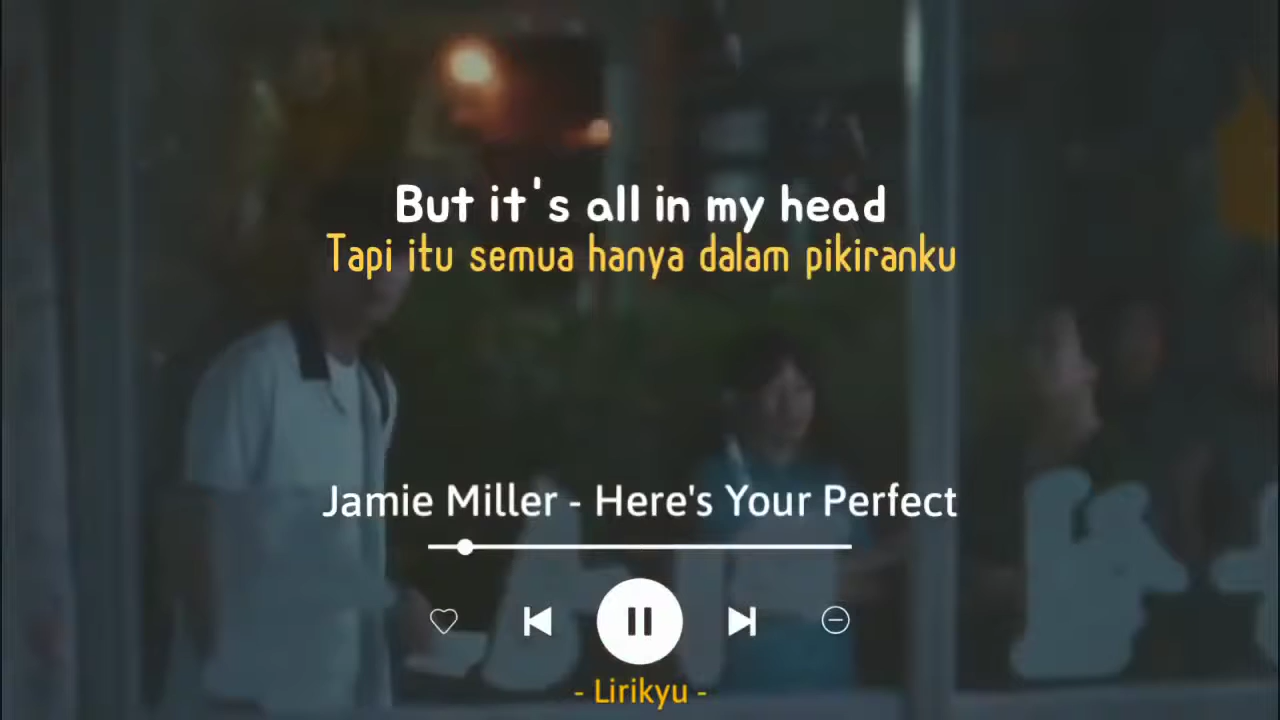 But it's all in my head
Tapi itu semua hanya dalam pikiranku
Jamie Miller - Here's Your Perfect
- Lirikyu -